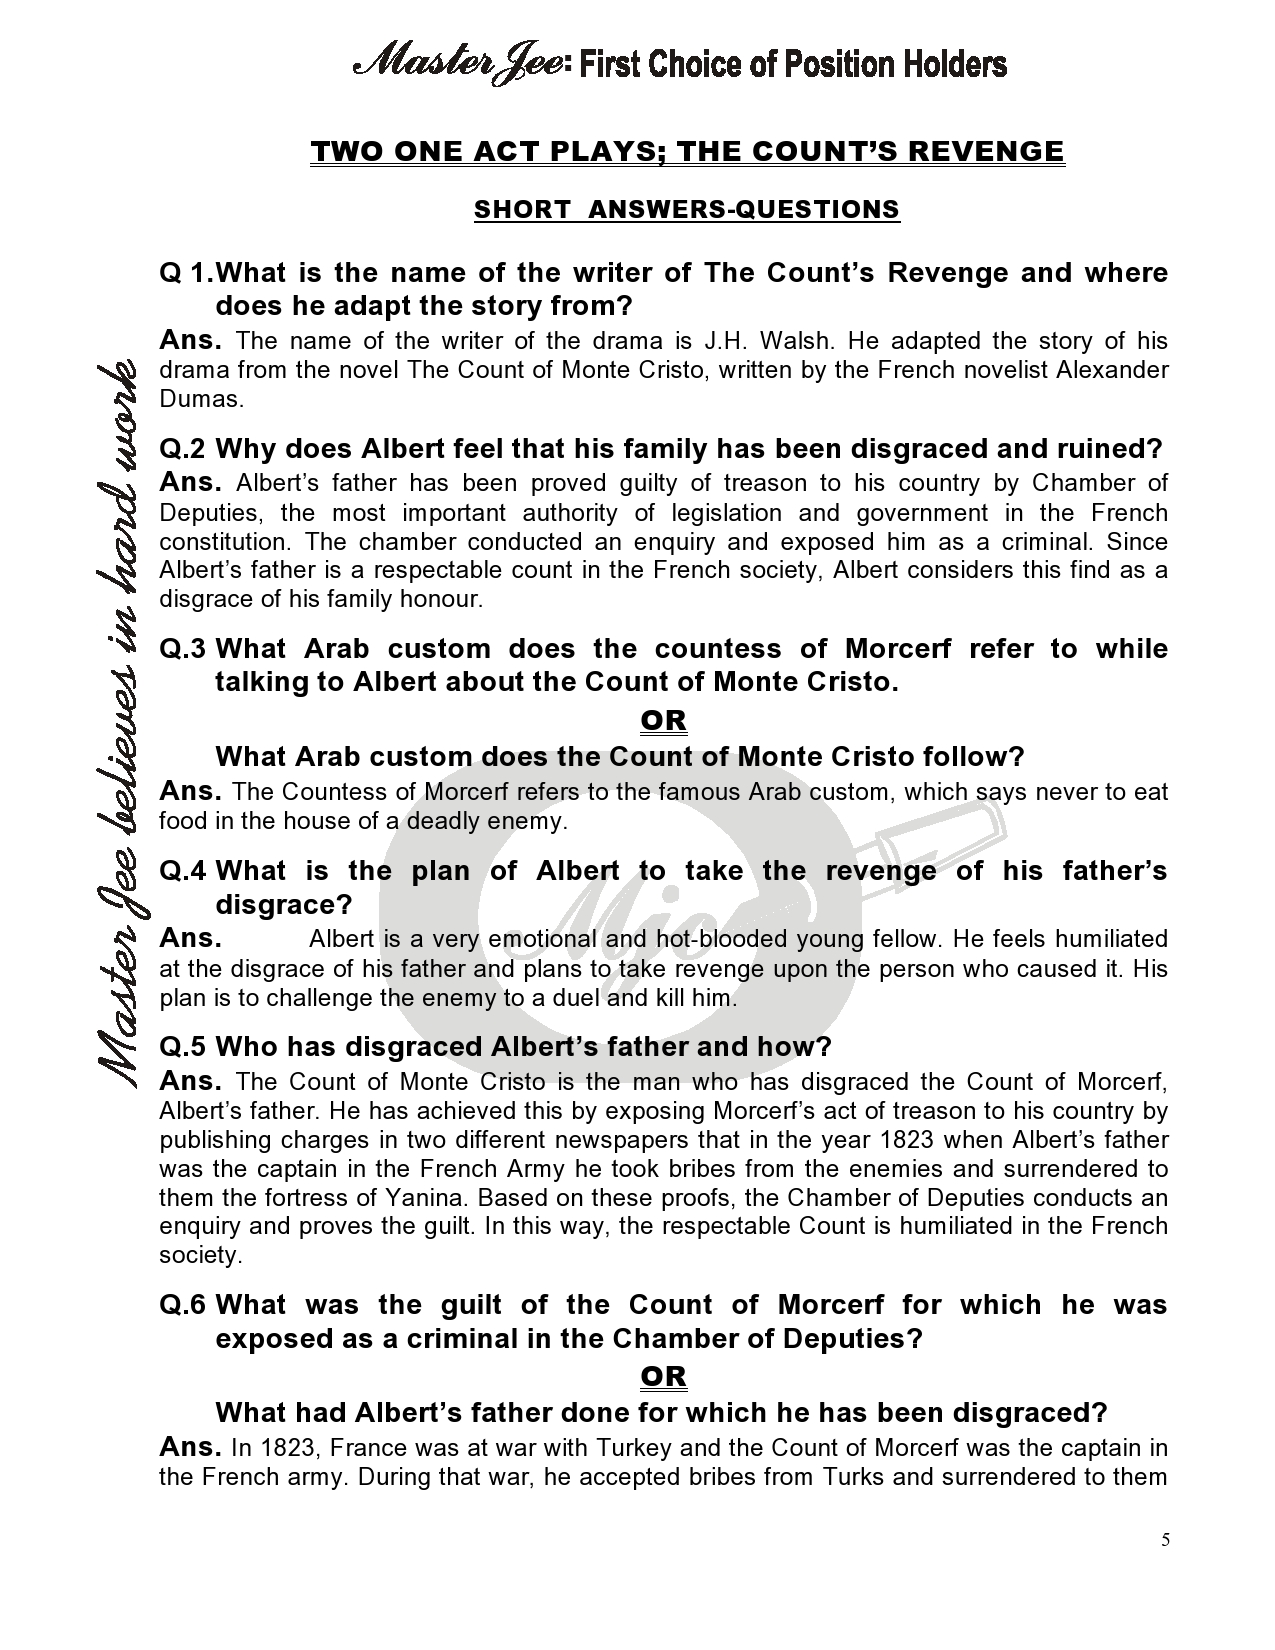 Master Jee: First Choice of Position Holders
TWO ONE ACT PLAYS; THE COUNT’S REVENGE
SHORT ANSWERS-QUESTIONS
Q 1.What is the name of the writer of The Count’s Revenge and where
does he adapt the story from?
Ans. The name of the writer of the drama is J.H. Walsh. He adapted the story of his
drama from the novel The Count of Monte Cristo, written by the French novelist Alexander
Dumas.
Q.2 Why does Albert feel that his family has been disgraced and ruined?
Ans. Albert’s father has been proved guilty of treason to his country by Chamber of
Deputies, the most important authority of legislation and government in the French
constitution. The chamber conducted an enquiry and exposed him as a criminal. Since
Albert’s father is a respectable count in the French society, Albert considers this find as a
disgrace of his family honour.
Q.3 What Arab custom does the countess of Morcerf refer to while
talking to Albert about the Count of Monte Cristo.
OR
What Arab custom does the Count of Monte Cristo follow?
Ans. The Countess of Morcerf refers to the famous Arab custom, which says never to eat
food in the house of a deadly enemy.
Q.4 What is the plan of Albert to take the revenge of his father’s
disgrace?
Ans. Albert is a very emotional and hot-blooded young fellow. He feels humiliated
at the disgrace of his father and plans to take revenge upon the person who caused it. His
plan is to challenge the enemy to a duel and kill him.
Q.5 Who has disgraced Albert’s father and how?
Ans. The Count of Monte Cristo is the man who has disgraced the Count of Morcerf,
Albert’s father. He has achieved this by exposing Morcerf’s act of treason to his country by
publishing charges in two different newspapers that in the year 1823 when Albert’s father
was the captain in the French Army he took bribes from the enemies and surrendered to
them the fortress of Yanina. Based on these proofs, the Chamber of Deputies conducts an
enquiry and proves the guilt. In this way, the respectable Count is humiliated in the French
society.
Q.6 What was the guilt of the Count of Morcerf for which he was
exposed as a criminal in the Chamber of Deputies?
OR
What had Albert’s father done for which he has been disgraced?
Ans. In 1823, France was at war with Turkey and the Count of Morcerf was the captain in
the French army. During that war, he accepted bribes from Turks and surrendered to them
5
Master Jee believes in hard work
Mjc